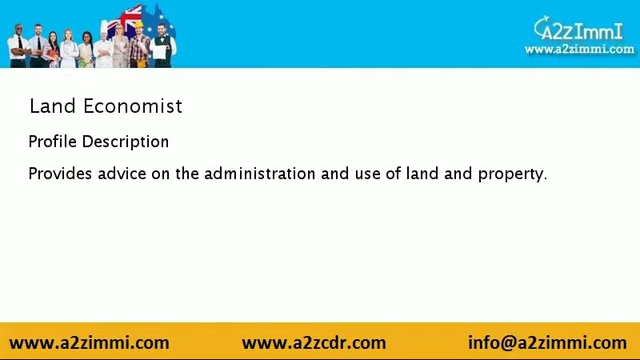 A2zImmI
www.a2zimmi.com
Land Economist
Profile Description
Provides advice on the administration and use of land and property.
www.a2zimmi.com www.a2zcdr.com info@a2zimmi.com